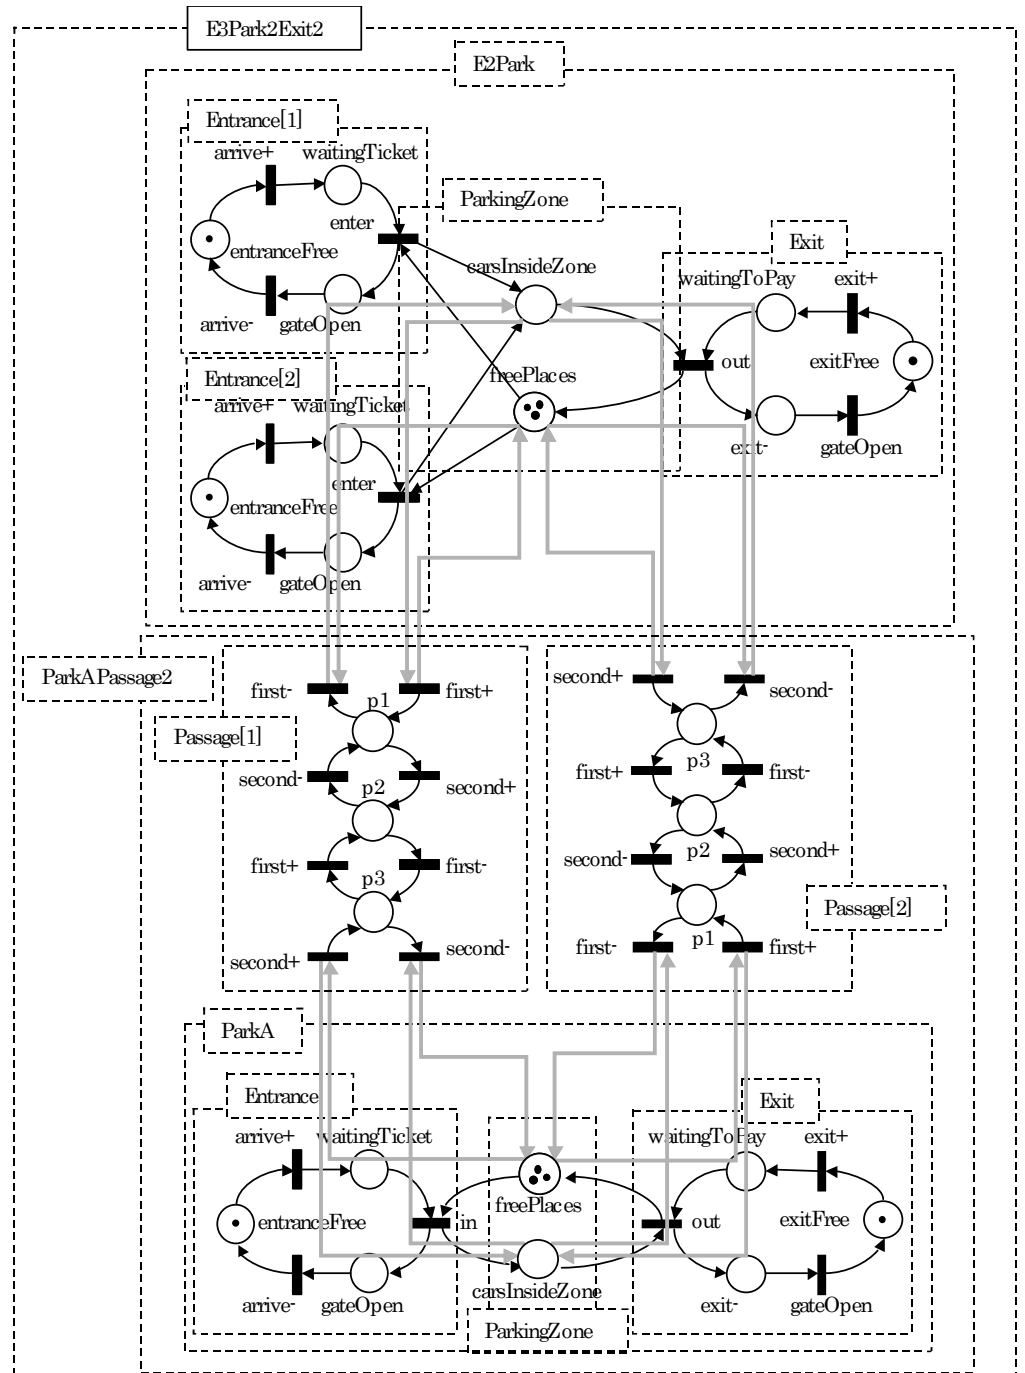 E3Park2Exit2
E2Park
Entrance[1]
arrive+ waitingTicket
ParkingZone
enter
Exit
entranceFree
carsInsideZone
waitingToPay exit+
arrive- gateOpen
out exitFree
Entrance[2]
freePlaces
arrive+ waitingTicket
exit- gateOpen
enter
entranceFree
arrive- gateOpen
ParkAPassage2
first- first+
p1
second+ second-
Passage[1]
p3
second- second+
first+ first-
p2
p2
second- second+
first+ first-
p3
Passage[2]
p1
second+ second-
first- first+
ParkA
Entrance
Exit
arrive+ waitingTicket
waitingToPay exit+
freePlaces
entranceFree in
out exitFree
carsInsideZone
arrive- gateOpen
exit- gateOpen
ParkingZone